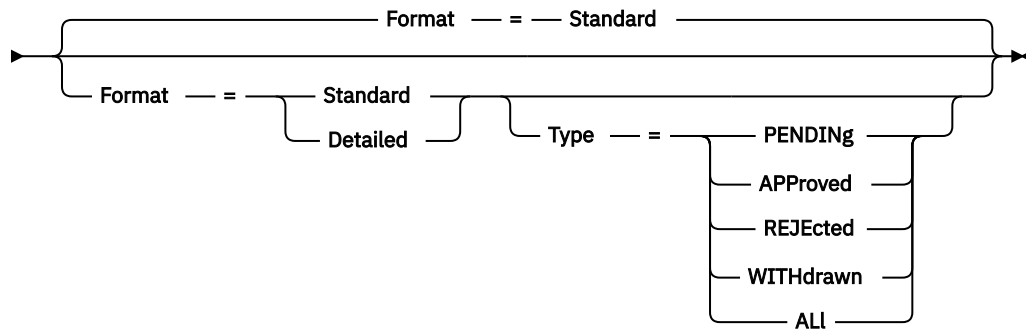 Format = Standard
Format = Standard
Detailed
Type = PENDINg
APProved
REJEcted
WITHdrawn
ALl